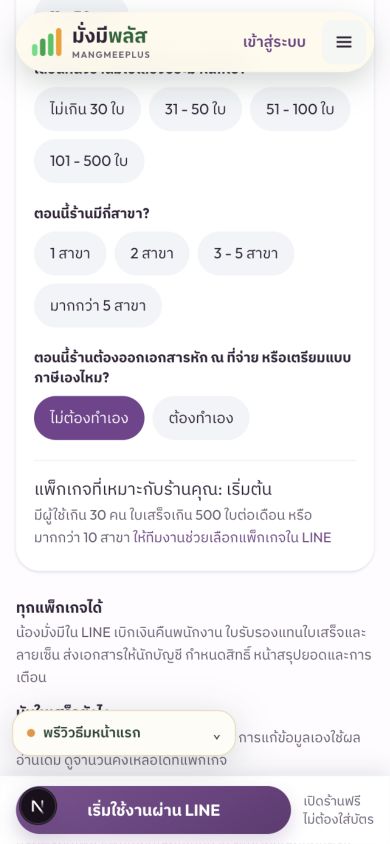 มั่งมีพลัส
MANGMEEPLUS
เข้าสู่ระบบ
ไม่เกิน 30 ใบ
31 - 50 ใบ
51 - 100 ใบ
101 - 500 ใบ
ตอนนี้ร้านมีกี่สาขา?
1 สาขา
2 สาขา
3 - 5 สาขา
มากกว่า 5 สาขา
ตอนนี้ร้านต้องออกเอกสารหัก ณ ที่จ่าย หรือเตรียมแบบ
ภาษีเองไหม?
ไม่ต้องทำเอง
ต้องทำเอง
แพ็กเกจที่เหมาะกับร้านคุณ: เริ่มต้น
มีผู้ใช้เกิน 30 คน ใบเสร็จเกิน 500 ใบต่อเดือน หรือ
มากกว่า 10 สาขา ให้ทีมงานช่วยเลือกแพ็กเกจใน LINE
ทุกแพ็กเกจได้
น้องมั่งมีใน LINE เบิกเงินคืนพนักงาน ใบรับรองแทนใบเสร็จและ
ลายเซ็น ส่งเอกสารให้นักบัญชี กำหนดสิทธิ์ หน้าสรุปยอดและการ
เตือน
พรีวิวธีมหน้าแรก
การแก้ข้อมูลเองใช้ผล
อ่านเดิม ดูจำนวนคงเหลือได้ที่แพ็กเกจ
N
เริ่มใช้งานผ่าน LINE
เปิดร้านฟรี
ไม่ต้องใส่บัตร